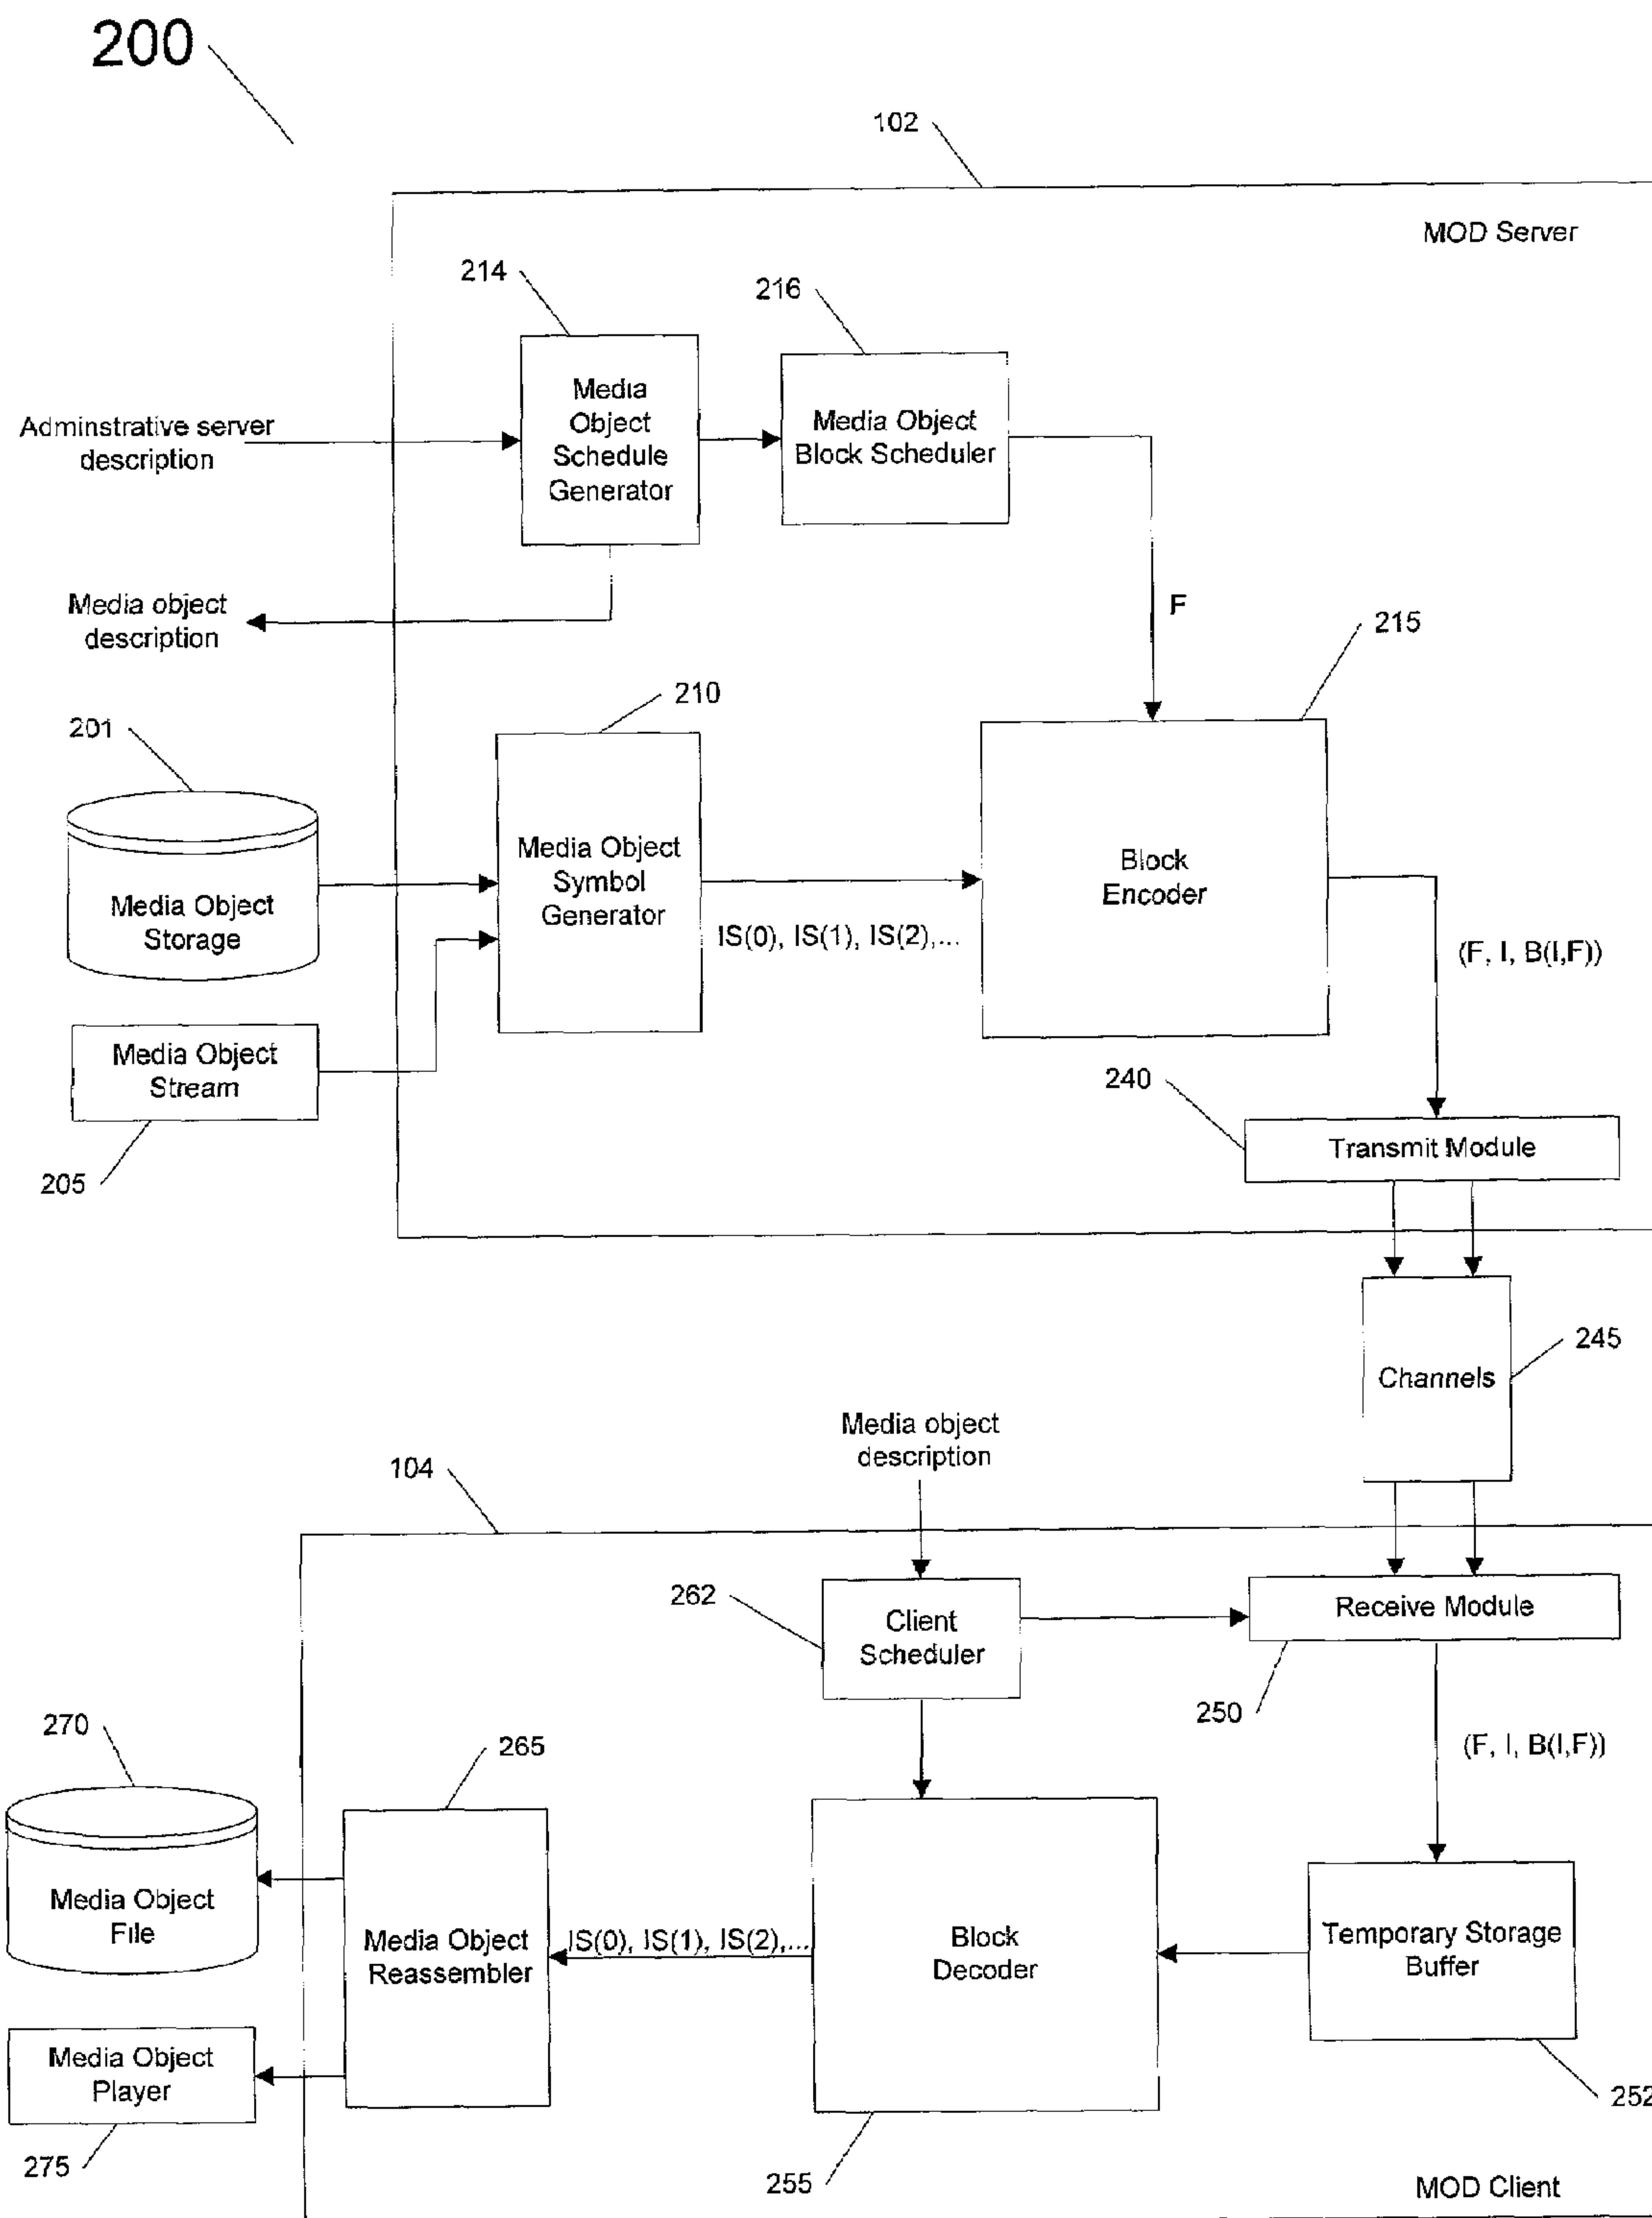 200
102
MOD Server
214
216
Media
Object
Schedule
Generator
Media Object
Block Scheduler
Adminstrative server
description
Media object
description
F
215
210
201
Media Object
Storage
Media Object
Symbol
Generator
IS(0), IS(1), IS(2),...
Block
Encoder
(F, I, B(I,F))
Media Object
Stream
205
240
Transmit Module
245
Channels
Media object
description
104
262
Client
Scheduler
Receive Module
250
(F, I, B(I,F))
270
265
Media Object
File
Media Object
Reassembler
IS(0), IS(1), IS(2),...
Block
Decoder
Temporary Storage
Buffer
Media Object
Player
275
255
252
MOD Client